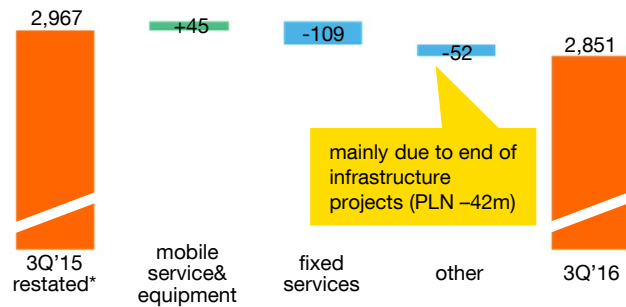 2,967
+45
-109
-52
2,851
mainly due to end of
infrastructure
projects (PLN –42m)
3Q’15
restated*
mobile
service&
equipment
fixed
services
other
3Q’16